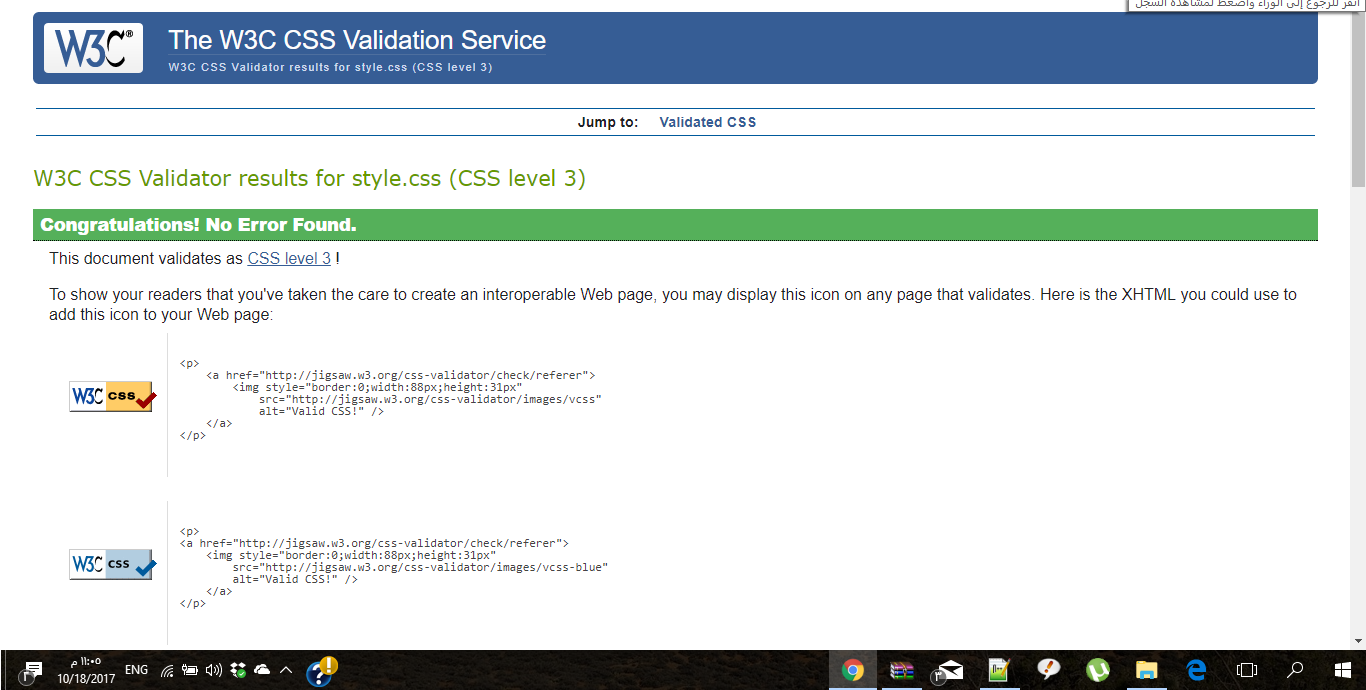 انقر للرجوع إلى الوراء واضغط لمشاهدة السجل
W3C®
The W3C CSS Validation Service
W3C CSS Validator results for style.css (CSS level 3)
Jump to: Validated CSS
W3C CSS Validator results for style.css (CSS level 3)
Congratulations! No Error Found.
This document validates as CSS level 3 !
To show your readers that you've taken the care to create an interoperable Web page, you may display this icon on any page that validates. Here is the XHTML you could use to
add this icon to your Web page:
W3C css
<p>
<a href="http://jigsaw.w3.org/css-validator/check/referer">
<img style="border:0;width:88px;height:31px"
src="http://jigsaw.w3.org/css-validator/images/vcss"
alt="Valid CSS!" />
</a>
</p>
W3C css
<p>
<a href="http://jigsaw.w3.org/css-validator/check/referer">
<img style="border:0;width:88px;height:31px"
src="http://jigsaw.w3.org/css-validator/images/vcss-blue"
alt="Valid CSS!" />
</a>
</p>
١١:٠٥ م
10/18/2017
ENG